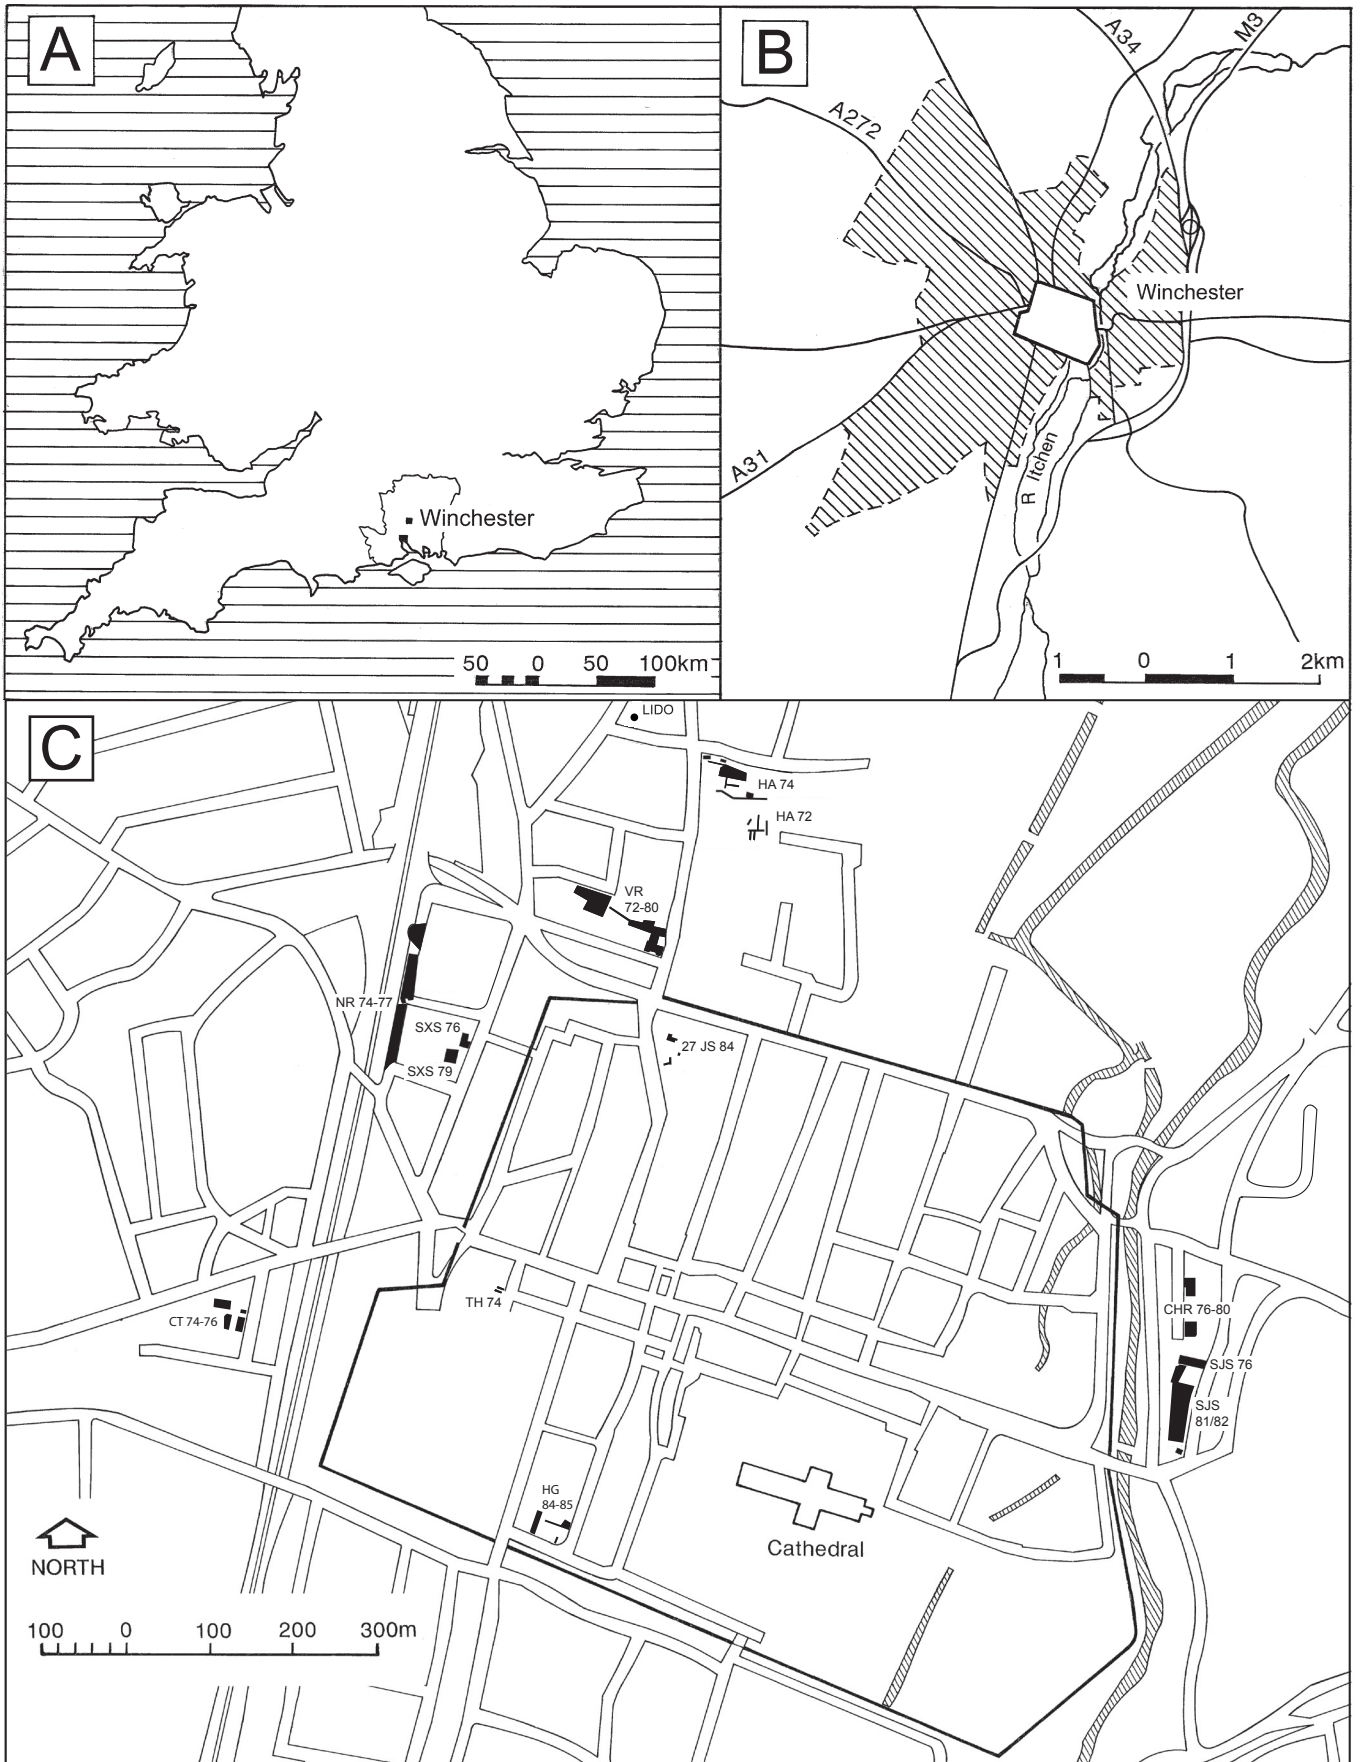 A
Winchester
50 0 50 100km
B
A34
M3
A272
Winchester
A31
R Itchen
1 0 1 2km
C
LIDO
HA 74
HA 72
VR
72-80
NR 74-77
SXS 76
SXS 79
27 JS 84
TH 74
CT 74-76
CHR 76-80
SJS 76
SJS
81/82
HG
84-85
Cathedral
NORTH
100 0 100 200 300m